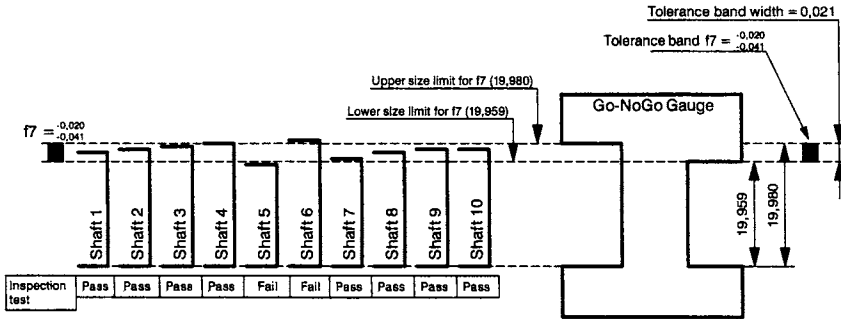 Tolerance band width = 0,021
Tolerance band f7 = -0,020 -0,041
Upper size limit for f7 (19,980)
Lower size limit for f7 (19,959)
Go-NoGo Gauge
f7 = -0,020 -0,041
Shaft 1
Shaft 2
Shaft 3
Shaft 4
Shaft 5
Shaft 6
Shaft 7
Shaft 8
Shaft 9
Shaft 10
19,959
19,980
Inspection test Pass Pass Pass Pass Fail Fail Pass Pass Pass Pass